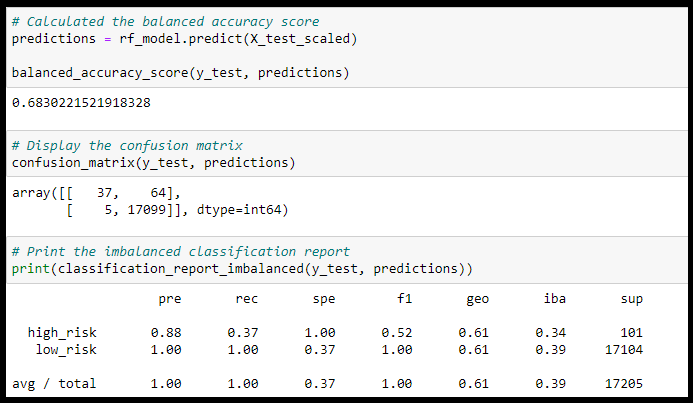 # Calculated the balanced accuracy score
predictions = rf_model.predict(X_test_scaled)
balanced_accuracy_score(y_test, predictions)
0.6830221521918328
# Display the confusion matrix
confusion_matrix(y_test, predictions)
array([[   37,    64],
       [    5, 17099]], dtype=int64)
# Print the imbalanced classification report
print(classification_report_imbalanced(y_test, predictions))
                   pre       rec       spe        f1       geo       iba       sup
  high_risk       0.88      0.37      1.00      0.52      0.61      0.34       101
   low_risk       1.00      1.00      0.37      1.00      0.61      0.39     17104
avg / total       1.00      1.00      0.37      1.00      0.61      0.39     17205